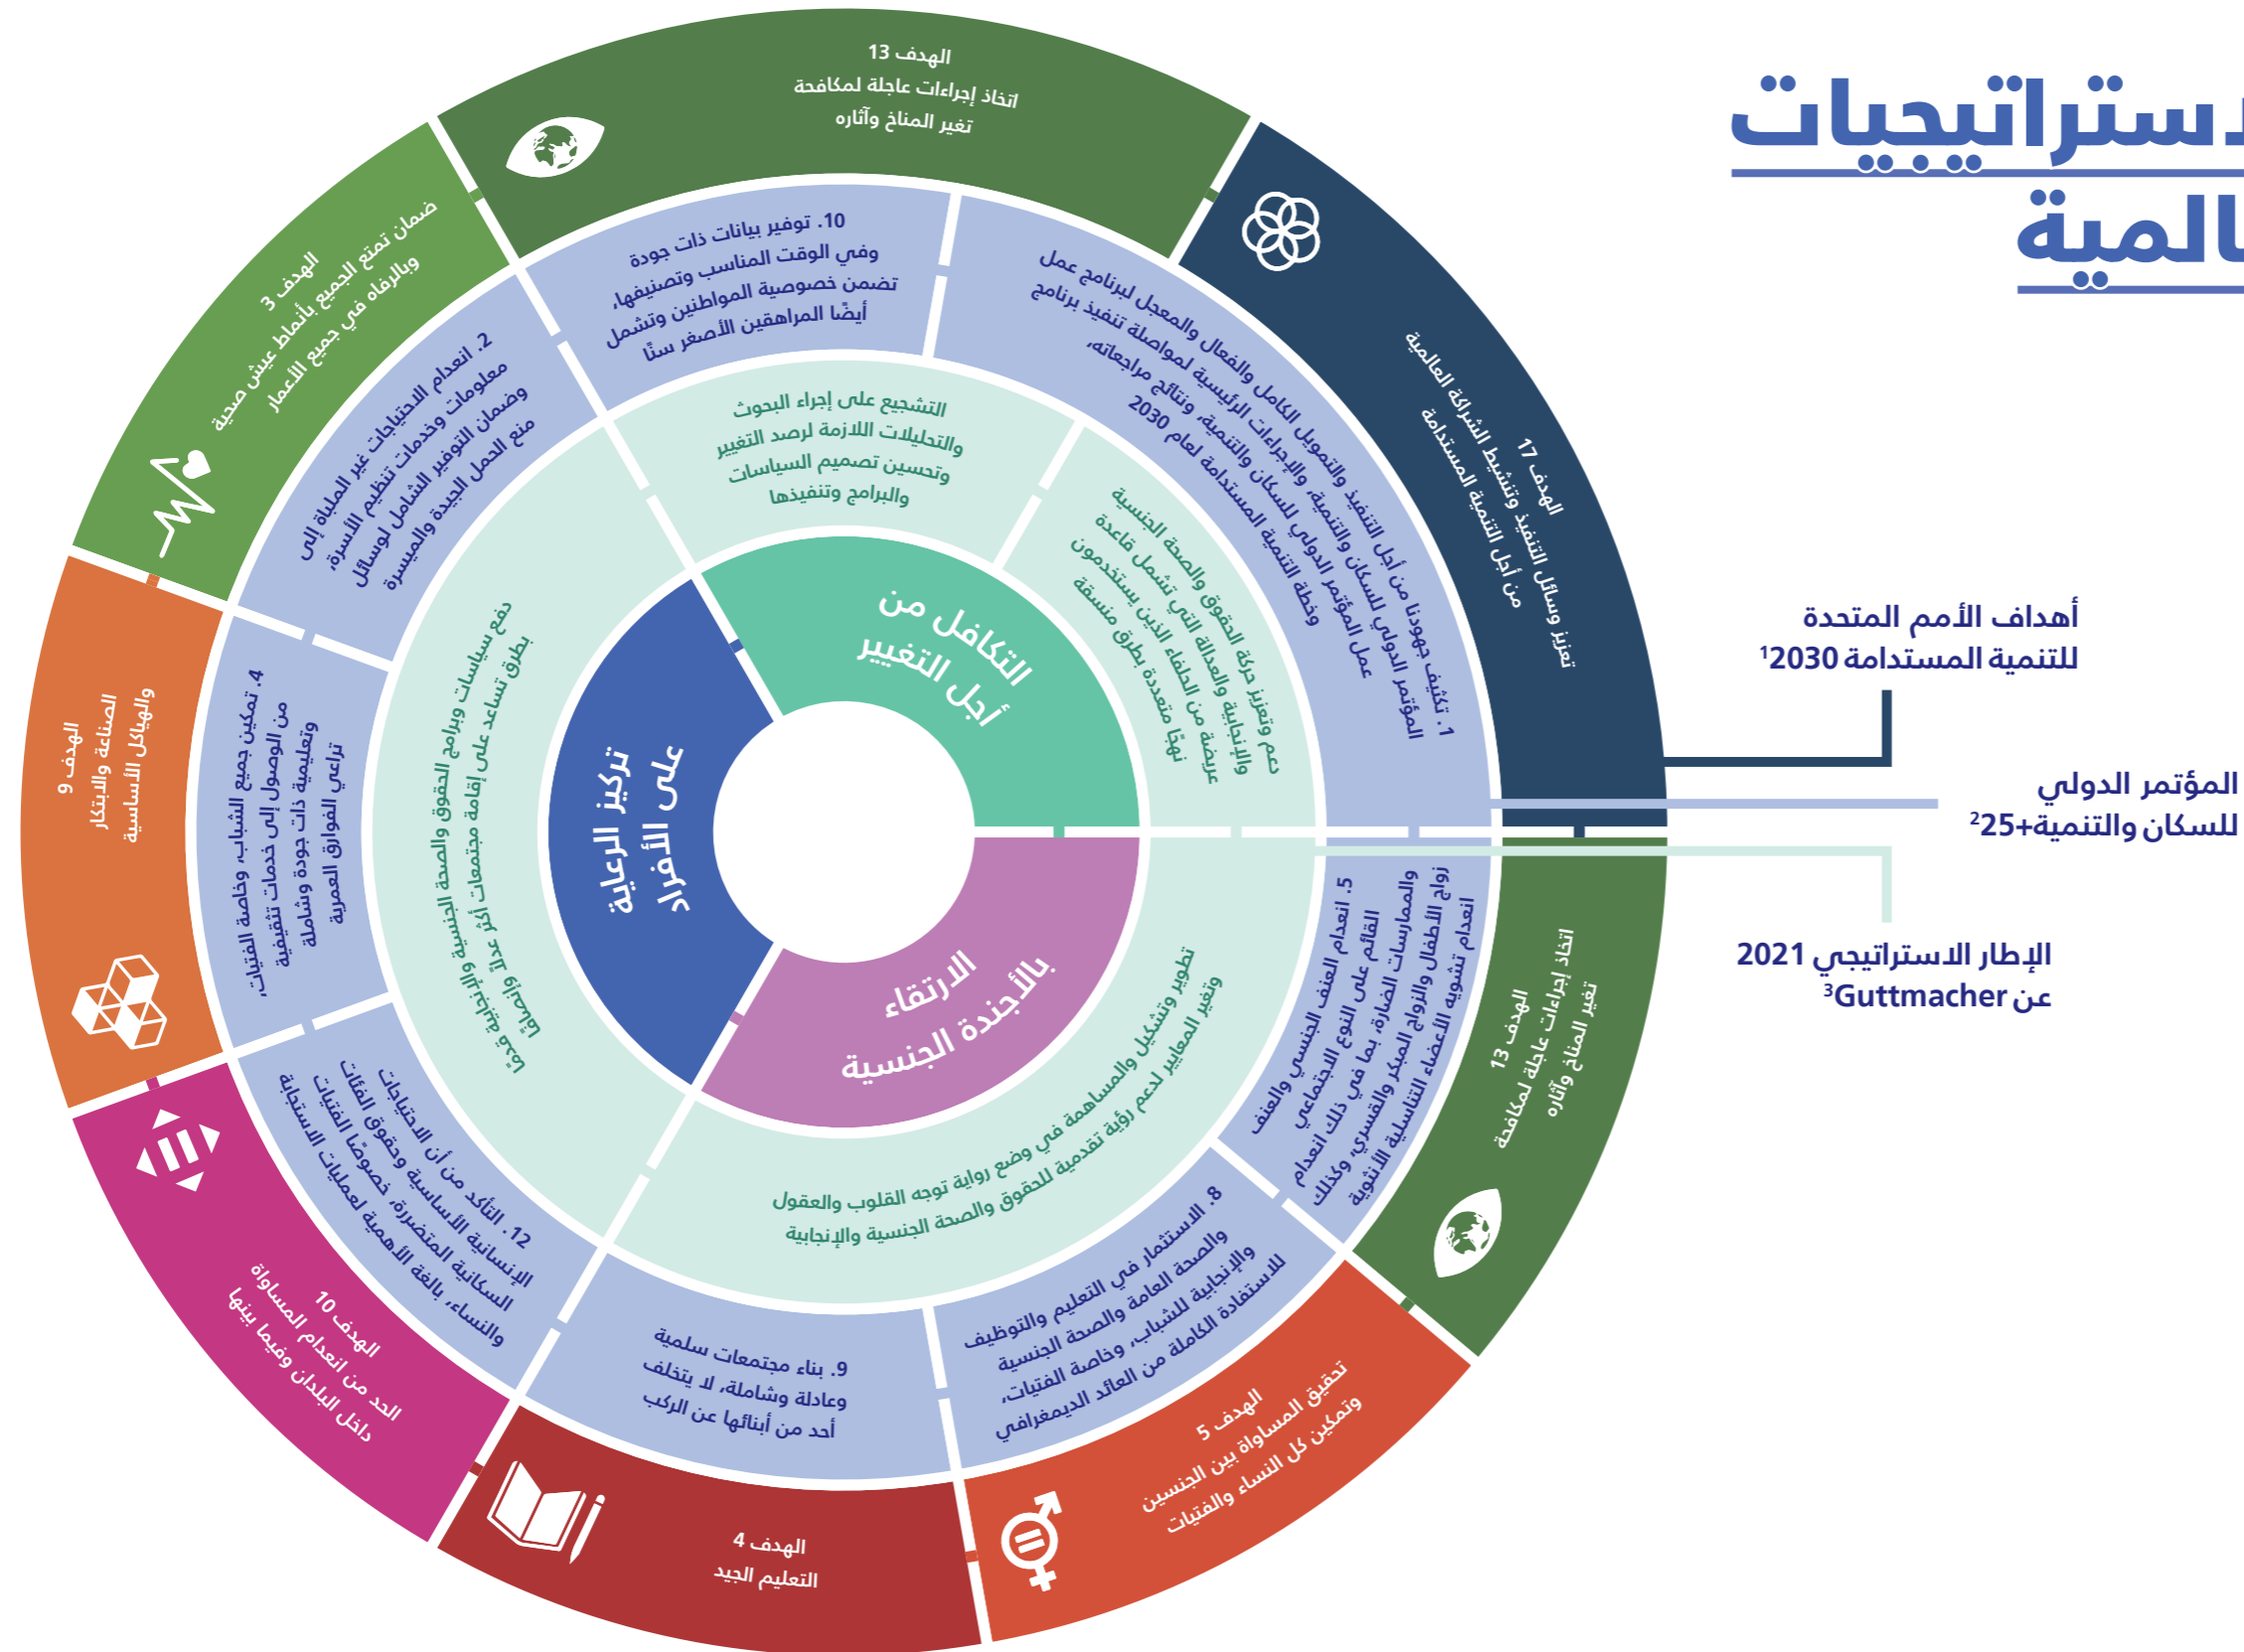 استراتيجيات
المية
أهداف الأمم المتحدة
للتنمية المستدامة 2030¹
المؤتمر الدولي
للسكان والتنمية+25²
الإطار الاستراتيجي 2021
عن Guttmacher³
الهدف 13
اتخاذ إجراءات عاجلة لمكافحة
تغير المناخ وآثاره
الهدف 17
تعزيز وسائل التنفيذ وتنشيط الشراكة العالمية
من أجل التنمية المستدامة
الهدف 13
اتخاذ إجراءات عاجلة لمكافحة
تغير المناخ وآثاره
الهدف 5
تحقيق المساواة بين الجنسين
وتمكين كل النساء والفتيات
الهدف 4
التعليم الجيد
الهدف 10
الحد من انعدام المساواة
داخل البلدان وفيما بينها
الهدف 9
الصناعة والابتكار
والهياكل الأساسية
الهدف 3
ضمان تمتع الجميع بأنماط عيش صحية
وبالرفاه في جميع الأعمار
10. توفير بيانات ذات جودة
وفي الوقت المناسب وتصنيفها،
تضمن خصوصية المواطنين وتشمل
أيضًا المراهقين الأصغر سنًا
1. تكثيف جهودنا من أجل التنفيذ والتمويل الكامل والفعال والمعجل لبرنامج عمل
المؤتمر الدولي للسكان والتنمية، والإجراءات الرئيسية لمواصلة تنفيذ برنامج
عمل المؤتمر الدولي للسكان والتنمية، ونتائج مراجعاته،
وخطة التنمية المستدامة لعام 2030
5. انعدام العنف الجنسي والعنف
القائم على النوع الاجتماعي
والممارسات الضارة، بما في ذلك انعدام
زواج الأطفال والزواج المبكر والقسري، وكذلك
انعدام تشويه الأعضاء التناسلية الأنثوية
8. الاستثمار في التعليم والتوظيف
والصحة العامة والصحة الجنسية
والإنجابية للشباب، وخاصة الفتيات،
للاستفادة الكاملة من العائد الديمغرافي
9. بناء مجتمعات سلمية
وعادلة وشاملة، لا يتخلف
أحد من أبنائها عن الركب
12. التأكد من أن الاحتياجات
الإنسانية الأساسية وحقوق الفئات
السكانية المتضررة، خصوصًا الفتيات
والنساء، بالغة الأهمية لعمليات الاستجابة
4. تمكين جميع الشباب، وخاصة الفتيات،
من الوصول إلى خدمات تثقيفية
وتعليمية ذات جودة وشاملة
تراعي الفوارق العمرية
2. انعدام الاحتياجات غير الملباة إلى
معلومات وخدمات تنظيم الأسرة،
وضمان التوفير الشامل لوسائل
منع الحمل الجيدة والميسرة
التشجيع على إجراء البحوث
والتحليلات اللازمة لرصد التغيير
وتحسين تصميم السياسات
والبرامج وتنفيذها
دعم وتعزيز حركة الحقوق والصحة الجنسية
والإنجابية والعدالة التي تشمل قاعدة
عريضة من الحلفاء الذين يستخدمون
نهجًا متعددة بطرق منسقة
تطوير وتشكيل والمساهمة في وضع رواية توجه القلوب والعقول
وتغير المعايير لدعم رؤية تقدمية للحقوق والصحة الجنسية والإنجابية
دفع سياسات وبرامج الحقوق والصحة الجنسية والإنجابية قدمًا
بطرق تساعد على إقامة مجتمعات أكثر عدلاً وإنصافًا
التكافل من
أجل التغيير
تركيز الرعاية
على الأفراد
الارتقاء
بالأجندة الجنسية